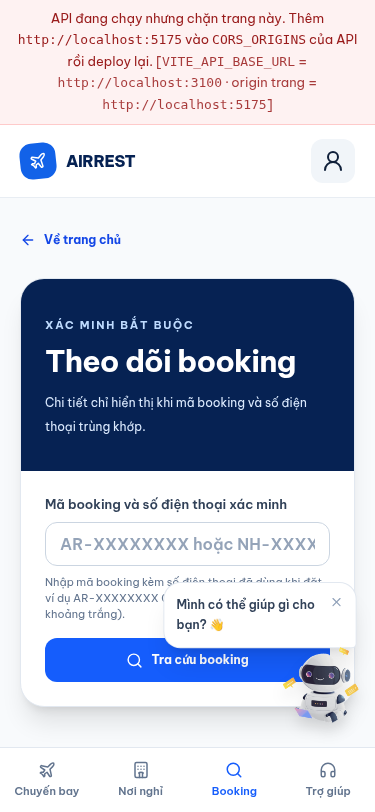 API đang chạy nhưng chặn trang này. Thêm
http://localhost:5175 vào CORS_ORIGINS của API
rồi deploy lại. [VITE_API_BASE_URL =
http://localhost:3100 · origin trang =
http://localhost:5175]
AIRREST
Về trang chủ
XÁC MINH BẮT BUỘC
Theo dõi booking
Chi tiết chỉ hiển thị khi mã booking và số điện
thoại trùng khớp.
Mã booking và số điện thoại xác minh
AR-XXXXXXXX hoặc NH-XXXX
Nhập mã booking kèm số điện thoại đã dùng khi đặt,
ví dụ AR-XXXXXXXX
khoảng trắng).
Mình có thể giúp gì cho
bạn? 👋
Tra cứu booking
Chuyến bay
Nơi nghỉ
Booking
Trợ giúp